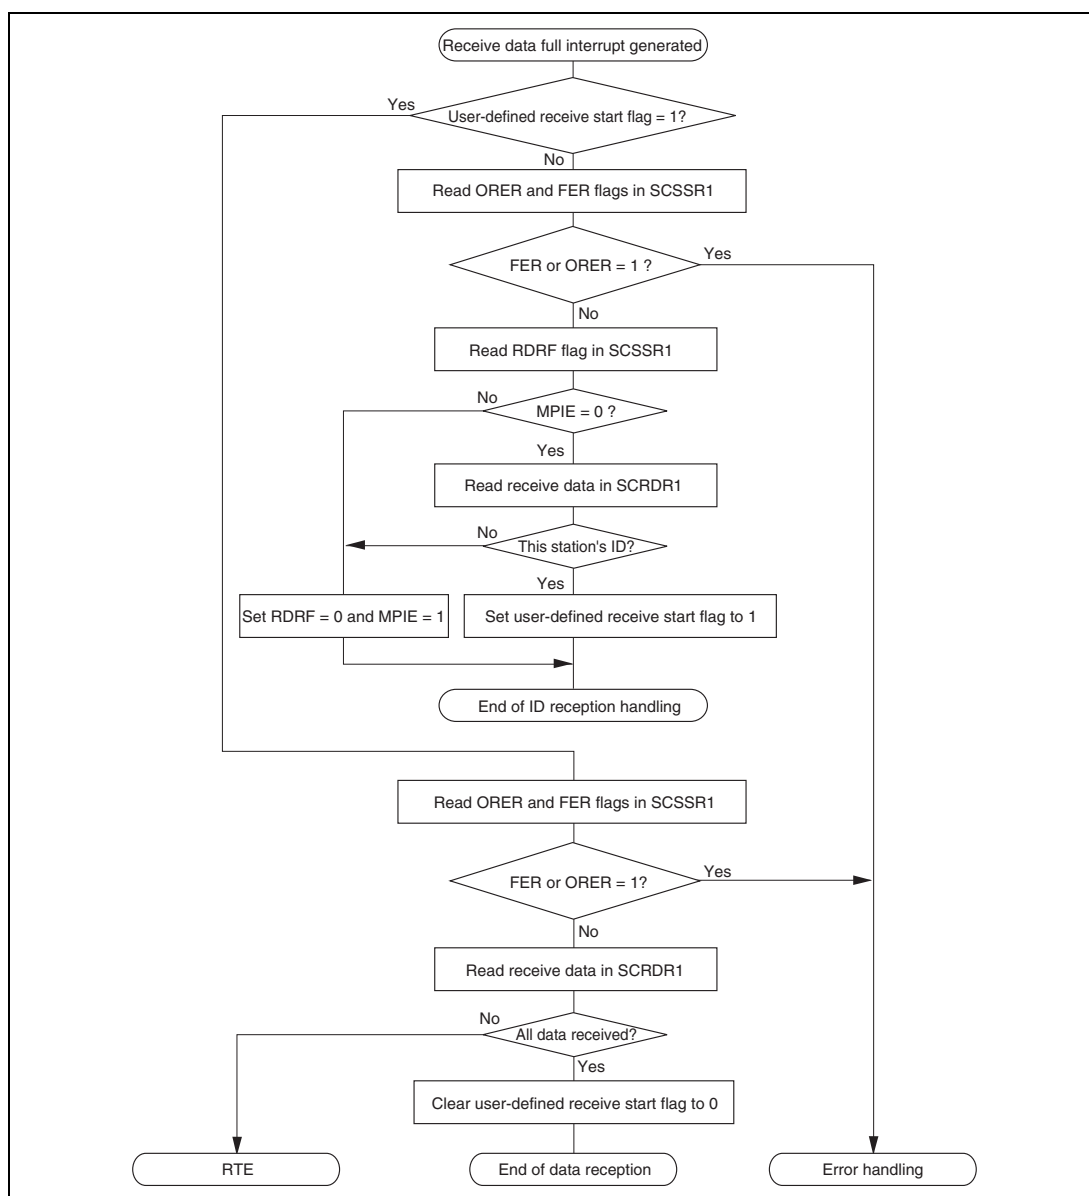 Receive data full interrupt generated
Yes
User-defined receive start flag = 1?
No
Read ORER and FER flags in SCSSR1
Yes
FER or ORER = 1 ?
No
Read RDRF flag in SCSSR1
No
MPIE = 0 ?
Yes
Read receive data in SCRDR1
No
This station's ID?
Yes
Set RDRF = 0 and MPIE = 1
Set user-defined receive start flag to 1
End of ID reception handling
Read ORER and FER flags in SCSSR1
Yes
FER or ORER = 1?
No
Read receive data in SCRDR1
No
All data received?
Yes
Clear user-defined receive start flag to 0
RTE
End of data reception
Error handling